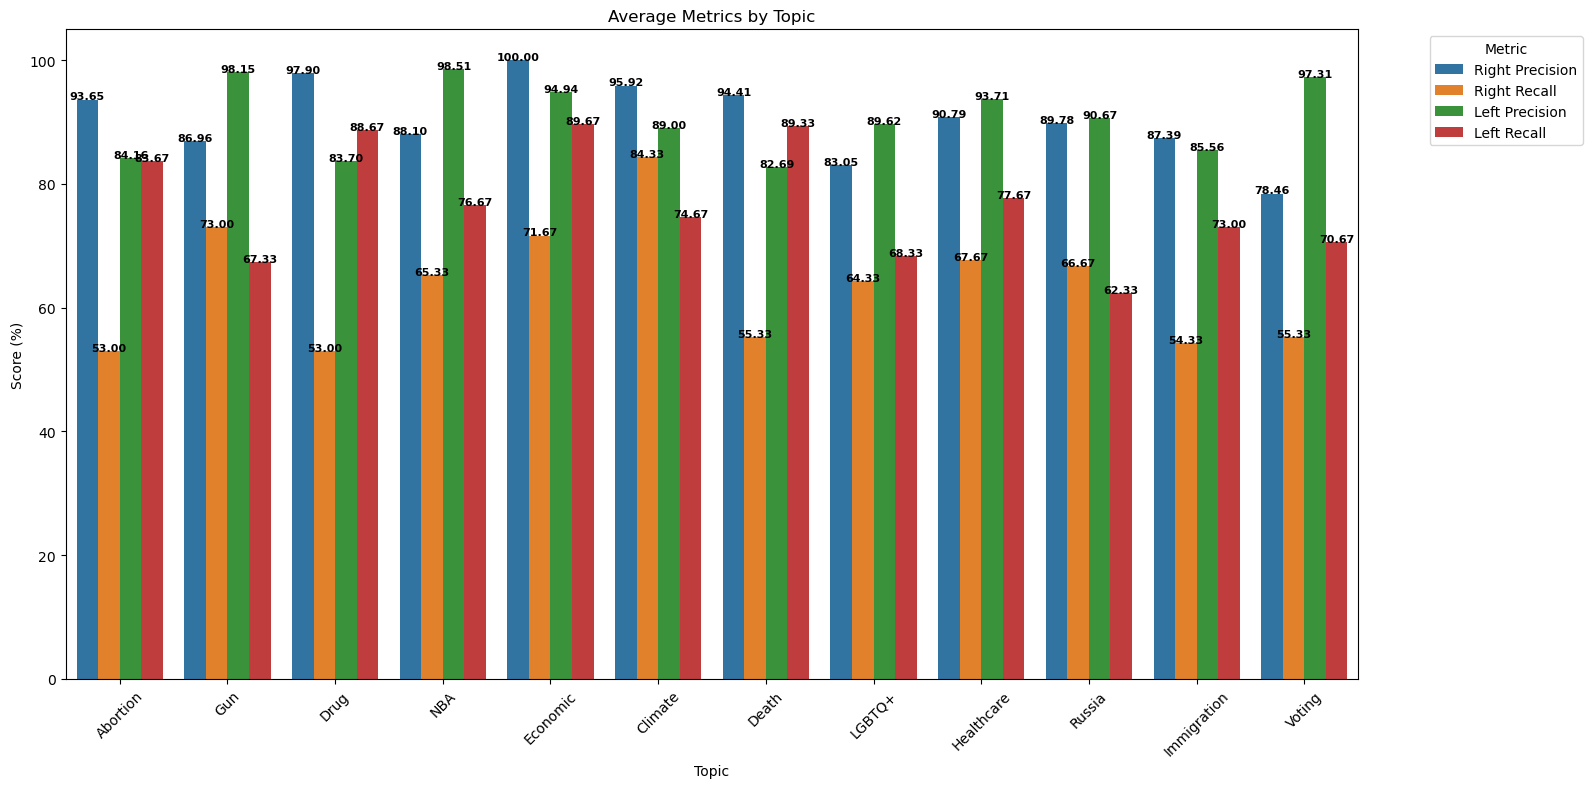 Average Metrics by Topic
Metric
Right Precision
Right Recall
Left Precision
Left Recall
Score (%)
100
80
60
40
20
0
93.65
53.00
84.16
83.67
86.96
73.00
98.15
67.33
97.90
53.00
83.70
88.67
88.10
65.33
98.51
76.67
100.00
71.67
94.94
89.67
95.92
84.33
89.00
74.67
94.41
55.33
82.69
89.33
83.05
64.33
89.62
68.33
90.79
67.67
93.71
77.67
89.78
66.67
90.67
62.33
87.39
54.33
85.56
73.00
78.46
55.33
97.31
70.67
Abortion
Gun
Drug
NBA
Economic
Climate
Death
LGBTQ+
Healthcare
Russia
Immigration
Voting
Topic